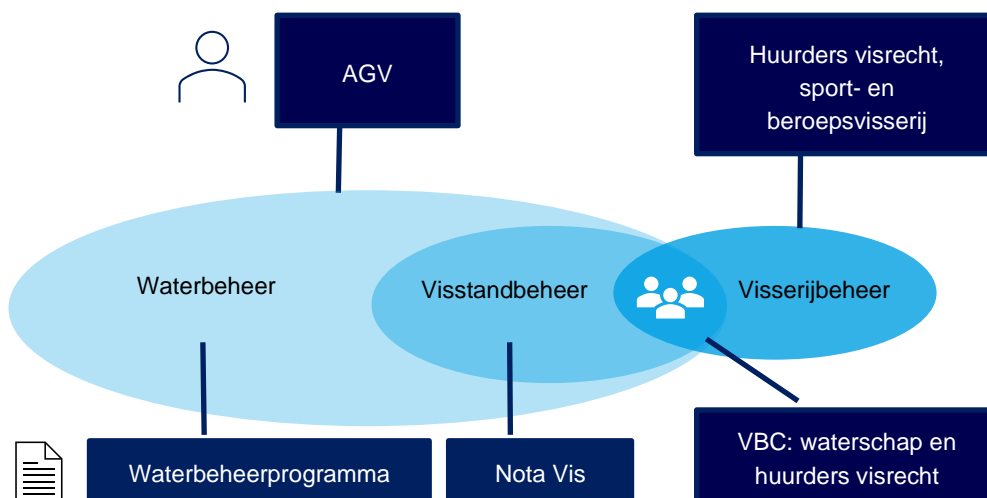 AGV
Huurders visrecht,
sport- en
beroepsvisserij
Waterbeheer
Visstandbeheer
Visserijbeheer
Waterbeheerprogramma
Nota Vis
VBC: waterschap en
huurders visrecht